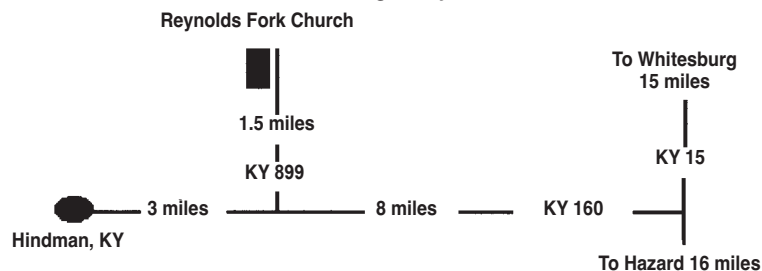 Reynolds Fork Church
To Whitesburg
15 miles
1.5 miles
KY 899
KY 15
3 miles
8 miles
KY 160
Hindman, KY
To Hazard 16 miles